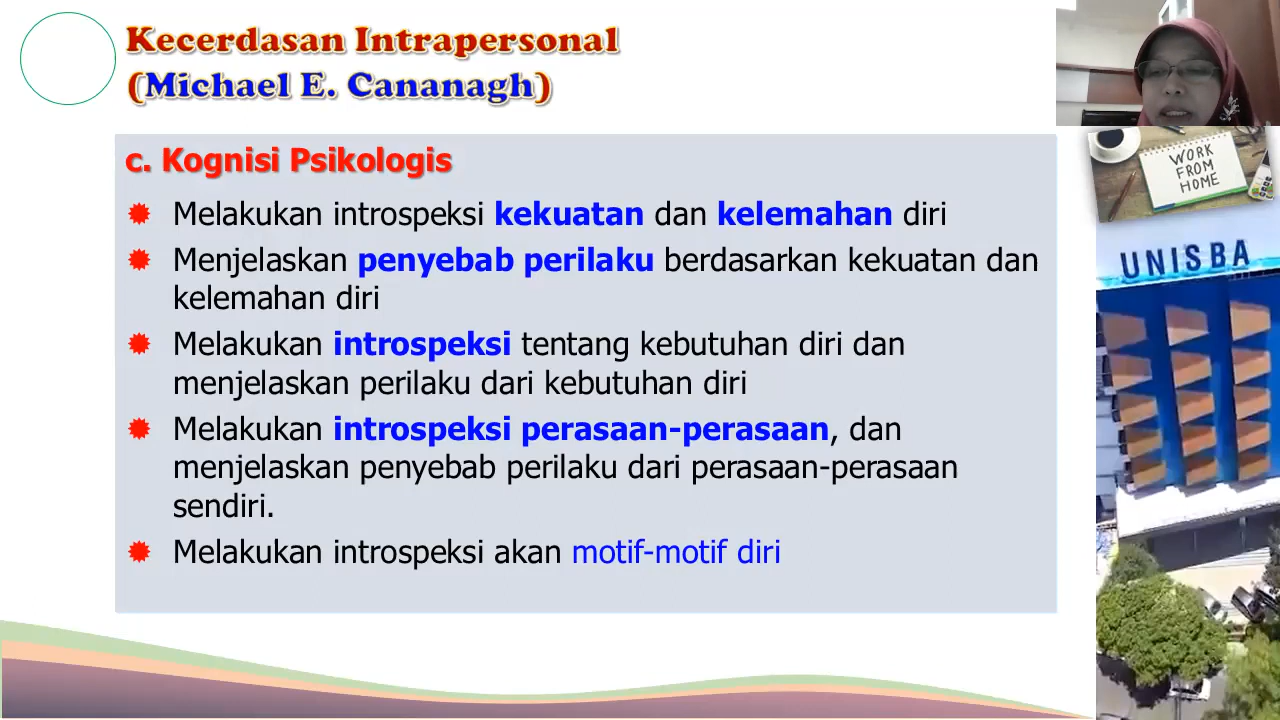 Kecerdasan Intrapersonal
(Michael E. Cananagh)
c. Kognisi Psikologis
Melakukan introspeksi kekuatan dan kelemahan diri
Menjelaskan penyebab perilaku berdasarkan kekuatan dan
kelemahan diri
Melakukan introspeksi tentang kebutuhan diri dan
menjelaskan perilaku dari kebutuhan diri
Melakukan introspeksi perasaan-perasaan, dan
menjelaskan penyebab perilaku dari perasaan-perasaan
sendiri.
Melakukan introspeksi akan motif-motif diri
WORK
FROM
HOME
UNISBA